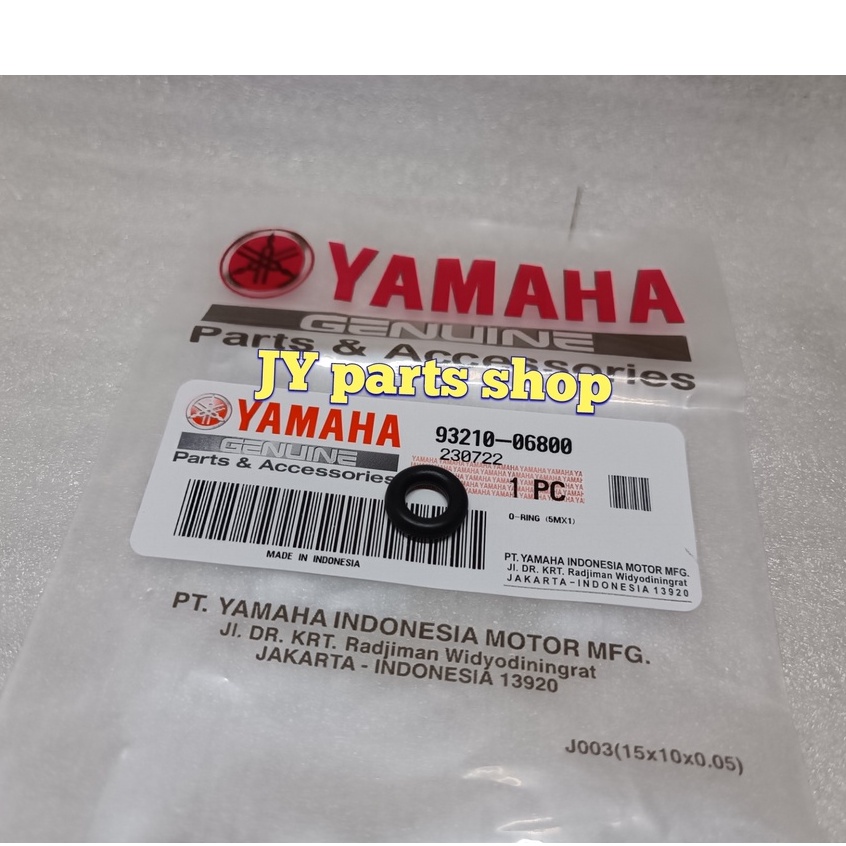 YAMAHA
GENUINE
Parts & Accessories
JY parts shop
YAMAHA
GENUINE
Parts & Accessories
93210-06800
230722
1 PC
O-RING (5MX1)
MADE IN INDONESIA
PT. YAMAHA INDONESIA MOTOR MFG.
Jl. DR. KRT. Radjiman Widyodiningrat
JAKARTA-INDONESIA 13920
PT. YAMAHA INDONESIA MOTOR MFG.
Jl. DR. KRT. Radjiman Widyodiningrat
JAKARTA - INDONESIA 13920
J003(15x10x0.05)